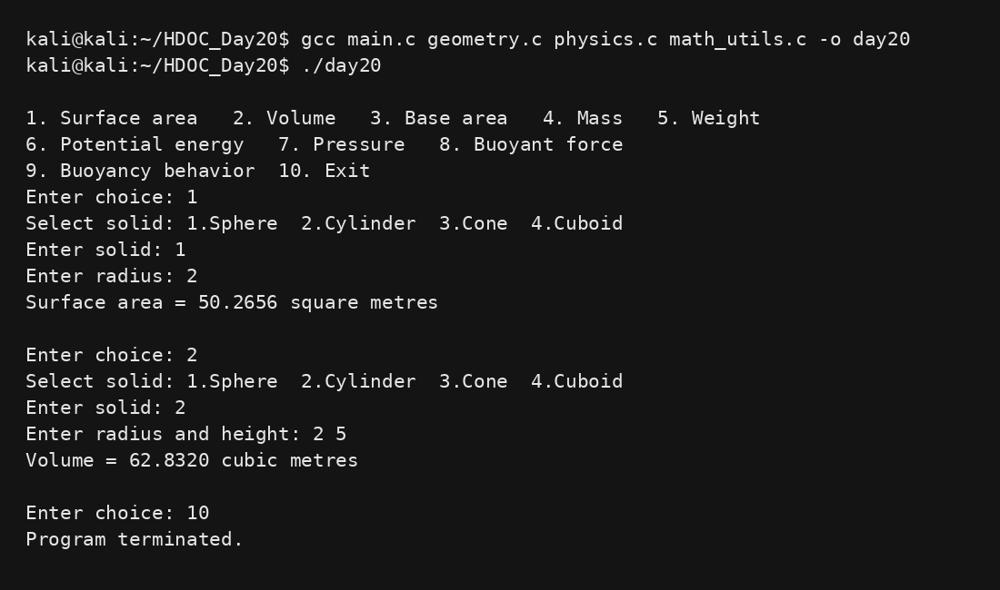 kali@kali:~/HDOC_Day20$ gcc main.c geometry.c physics.c math_utils.c -o day20
kali@kali:~/HDOC_Day20$ ./day20
1. Surface area   2. Volume   3. Base area   4. Mass   5. Weight
6. Potential energy   7. Pressure   8. Buoyant force
9. Buoyancy behavior  10. Exit
Enter choice: 1
Select solid: 1.Sphere  2.Cylinder  3.Cone  4.Cuboid
Enter solid: 1
Enter radius: 2
Surface area = 50.2656 square metres
Enter choice: 2
Select solid: 1.Sphere  2.Cylinder  3.Cone  4.Cuboid
Enter solid: 2
Enter radius and height: 2 5
Volume = 62.8320 cubic metres
Enter choice: 10
Program terminated.